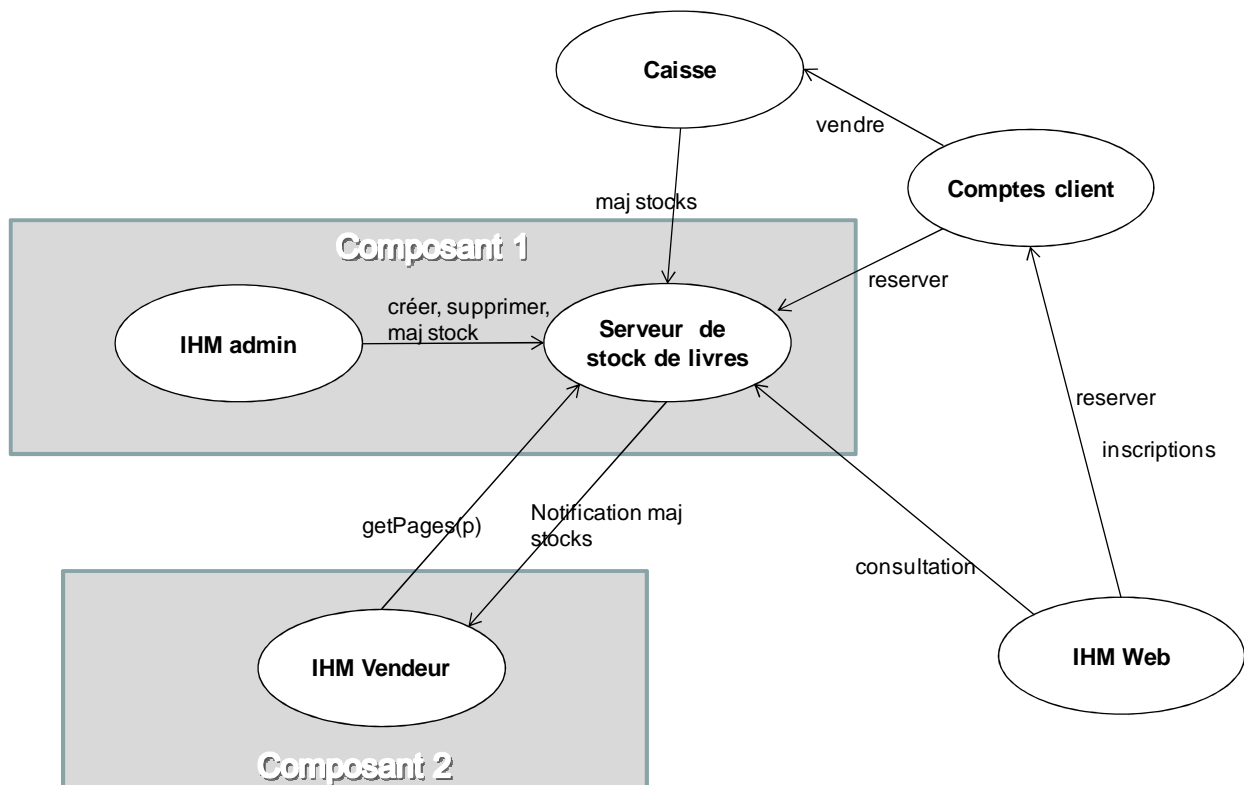 Caisse
vendre
Comptes client
maj stocks
Composant 1
reserver
créer, supprimer,
maj stock
IHM admin
Serveur de
stock de livres
reserver
inscriptions
getPages(p)
Notification maj
stocks
consultation
IHM Vendeur
IHM Web
Composant 2